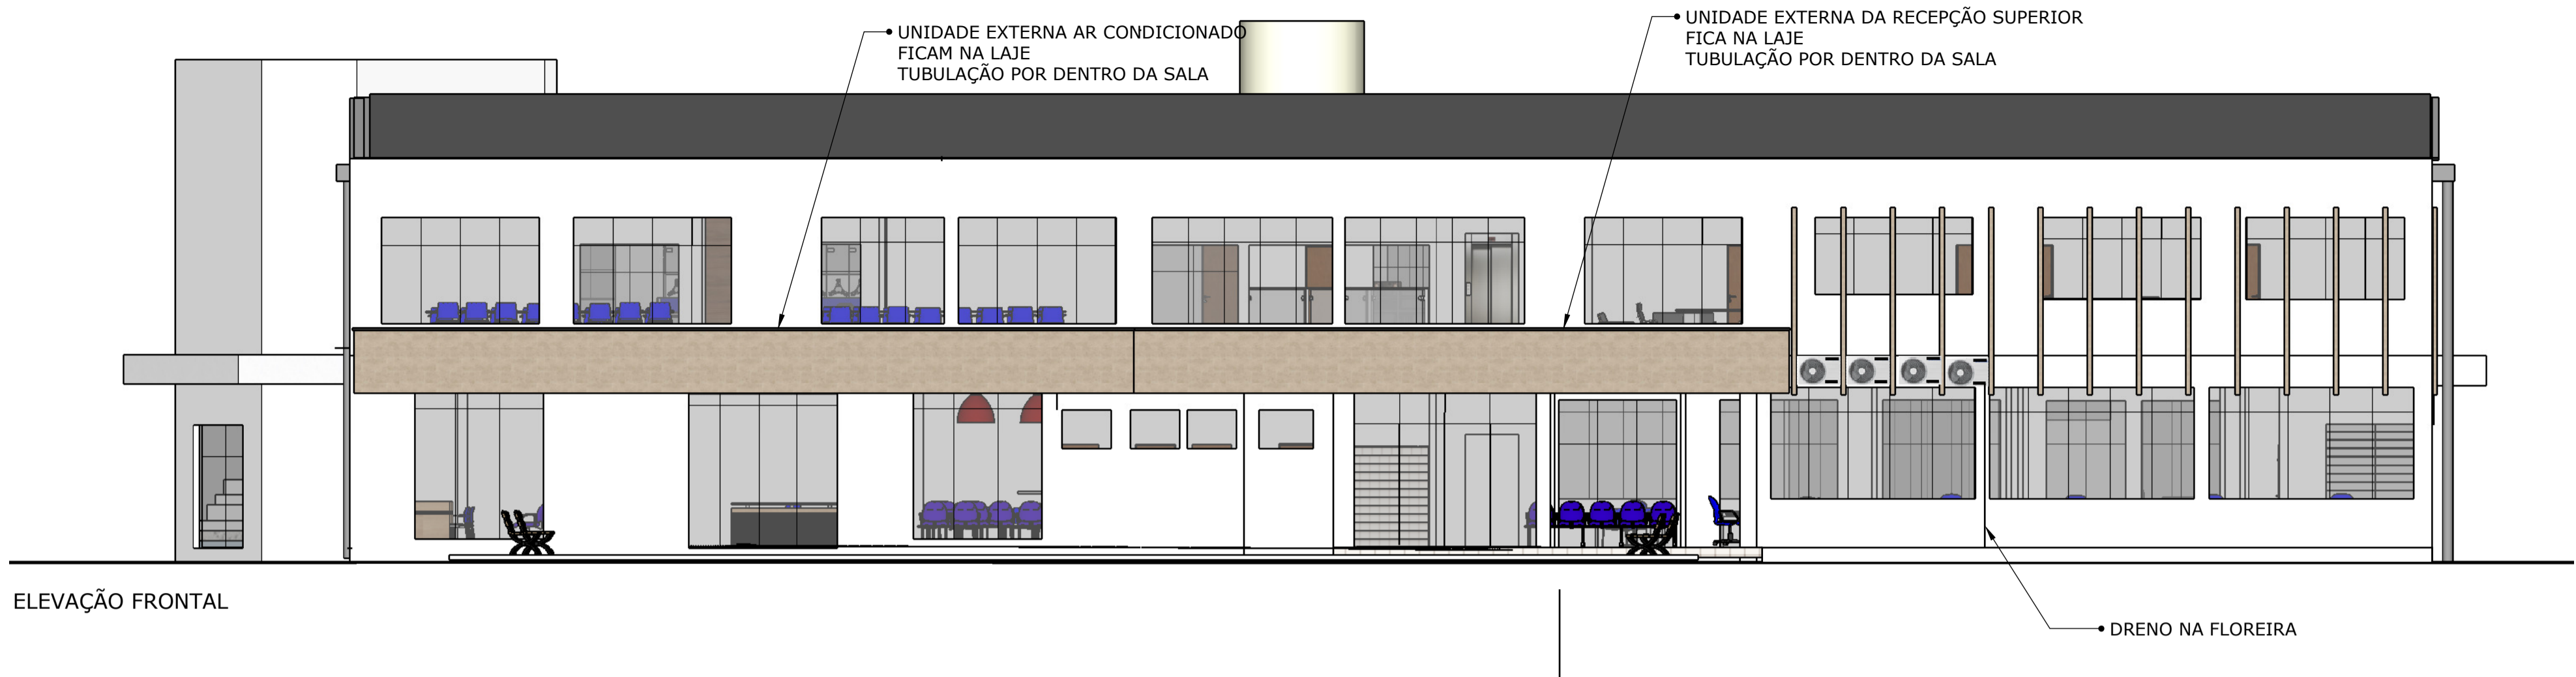 UNIDADE EXTERNA AR CONDICIONADO
FICAM NA LAJE
TUBULAÇÃO POR DENTRO DA SALA
UNIDADE EXTERNA DA RECEPÇÃO SUPERIOR
FICA NA LAJE
TUBULAÇÃO POR DENTRO DA SALA
ELEVAÇÃO FRONTAL
DRENO NA FLOREIRA